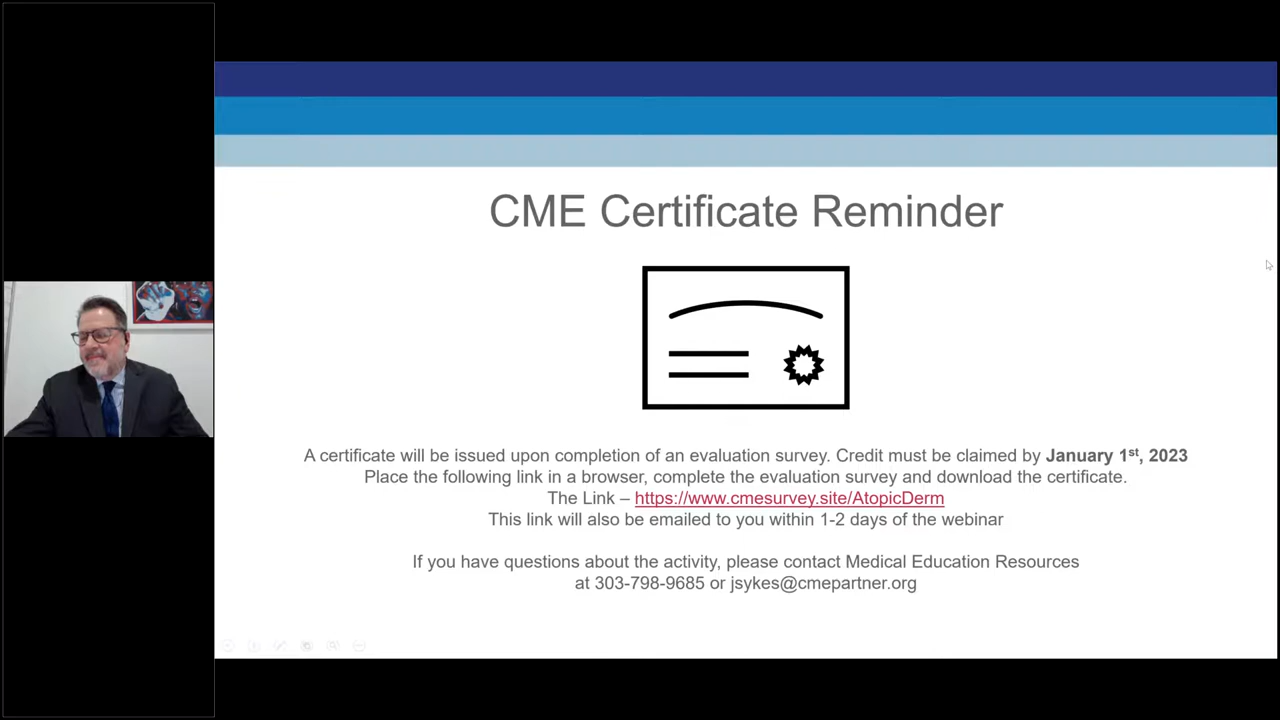 CME Certificate Reminder
A certificate will be issued upon completion of an evaluation survey. Credit must be claimed by January 1st, 2023
Place the following link in a browser, complete the evaluation survey and download the certificate.
The Link – https://www.cmesurvey.site/AtopicDerm
This link will also be emailed to you within 1-2 days of the webinar
If you have questions about the activity, please contact Medical Education Resources
at 303-798-9685 or jsykes@cmepartner.org